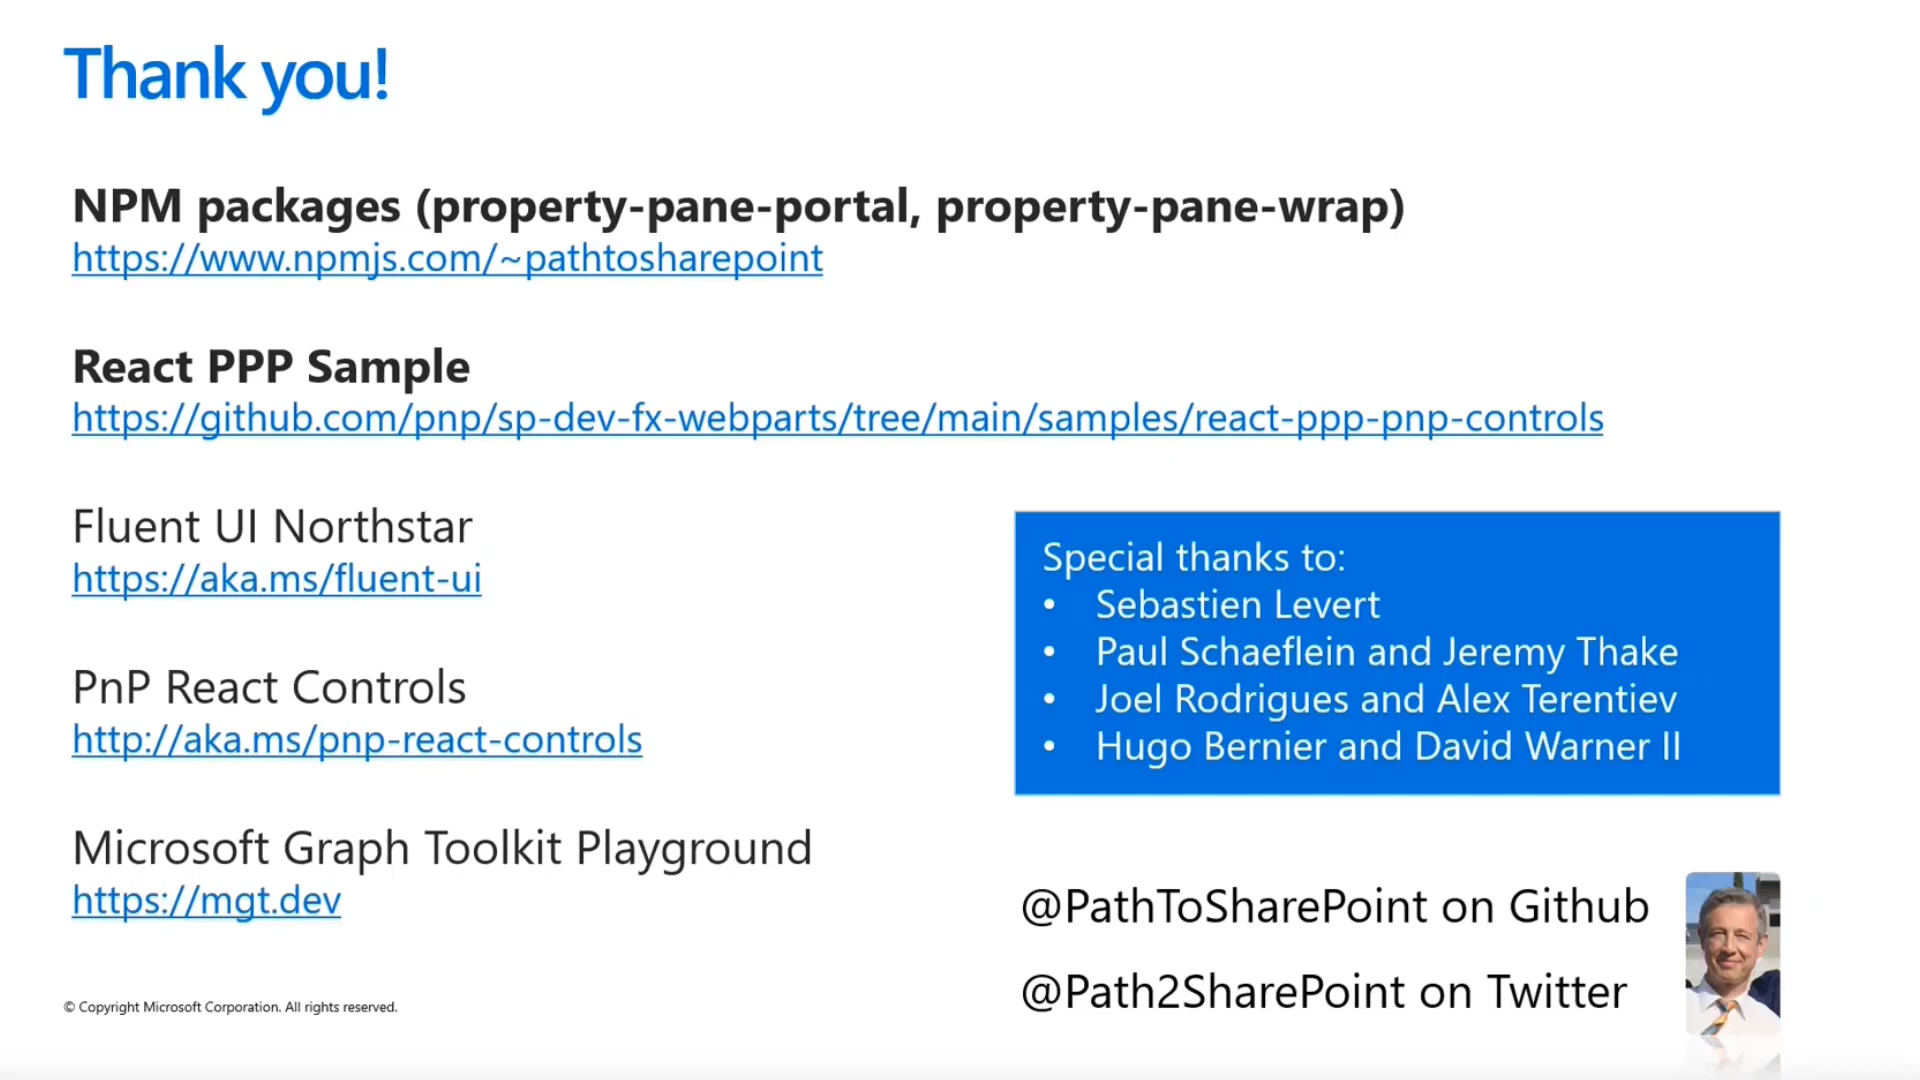 Thank you!
NPM packages (property-pane-portal, property-pane-wrap)
https://www.npmjs.com/~pathtosharepoint
React PPP Sample
https://github.com/pnp/sp-dev-fx-webparts/tree/main/samples/react-ppp-pnp-controls
Fluent UI Northstar
https://aka.ms/fluent-ui
PnP React Controls
http://aka.ms/pnp-react-controls
Microsoft Graph Toolkit Playground
https://mgt.dev
Special thanks to:
• Sebastien Levert
• Paul Schaeflein and Jeremy Thake
• Joel Rodrigues and Alex Terentiev
• Hugo Bernier and David Warner II
@PathToSharePoint on Github
@Path2SharePoint on Twitter
© Copyright Microsoft Corporation. All rights reserved.